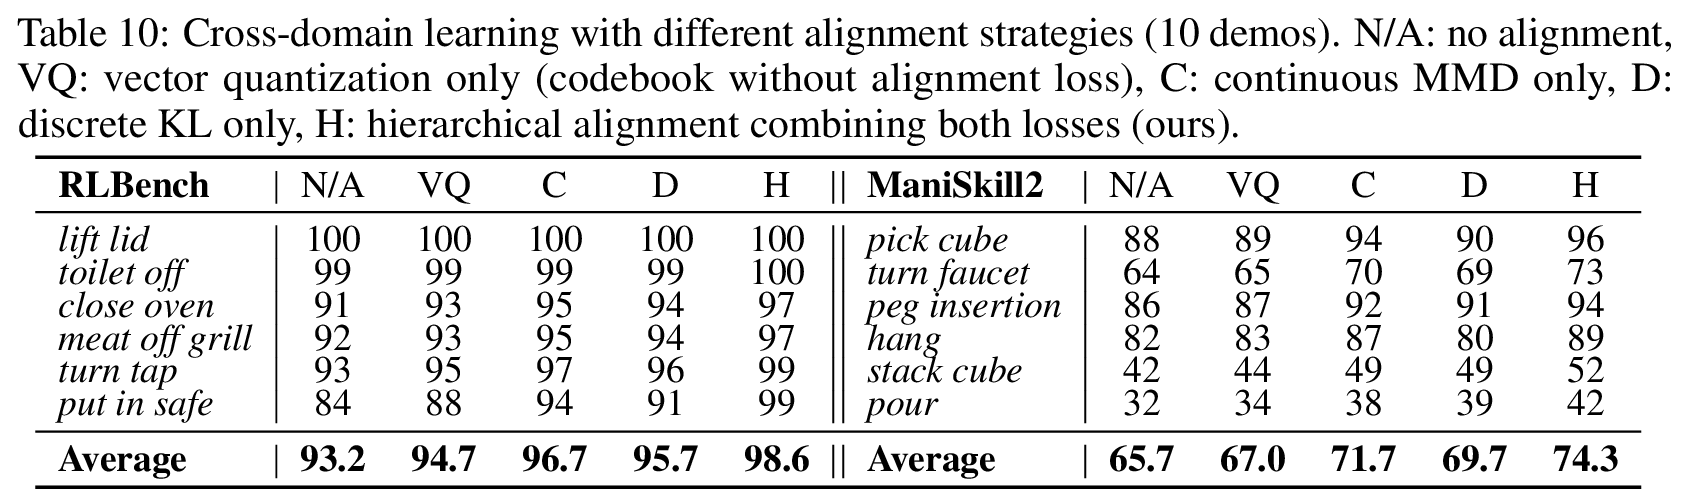 Table 10: Cross-domain learning with different alignment strategies (10 demos). N/A: no alignment,
VQ: vector quantization only (codebook without alignment loss), C: continuous MMD only, D:
discrete KL only, H: hierarchical alignment combining both losses (ours).
RLBench | N/A VQ C D H || ManiSkill2 | N/A VQ C D H
lift lid | 100 100 100 100 100 || pick cube | 88 89 94 90 96
toilet off | 99 99 99 99 100 || turn faucet | 64 65 70 69 73
close oven | 91 93 95 94 97 || peg insertion | 86 87 92 91 94
meat off grill | 92 93 95 94 97 || hang | 82 83 87 80 89
turn tap | 93 95 97 96 99 || stack cube | 42 44 49 49 52
put in safe | 84 88 94 91 99 || pour | 32 34 38 39 42
Average | 93.2 94.7 96.7 95.7 98.6 || Average | 65.7 67.0 71.7 69.7 74.3